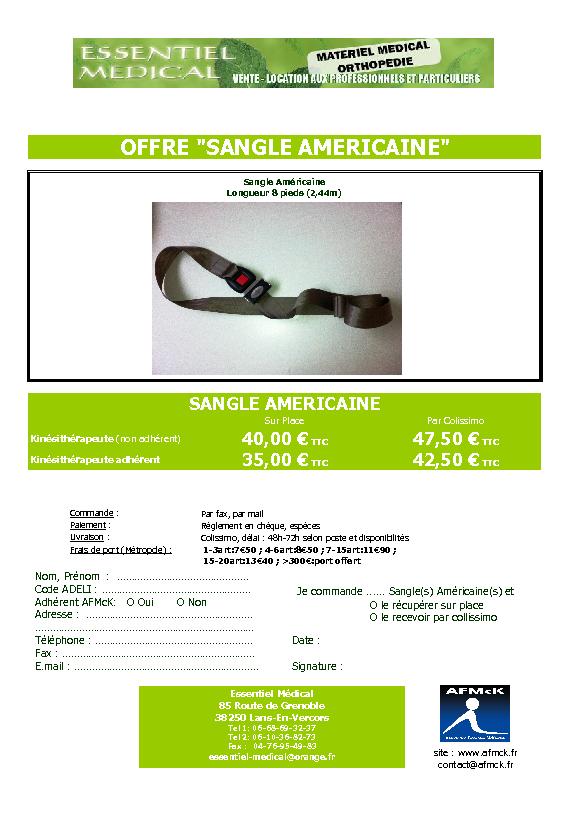 ESSENTIEL
MEDICAL
MATERIEL MEDICAL
ORTHOPEDIE
VENTE - LOCATION AUX PROFESSIONNELS ET PARTICULIERS
OFFRE "SANGLE AMERICAINE"
Sangle Américaine
Longueur 8 pieds (2,44m)
SANGLE AMERICAINE
Sur Place Par Colissimo
Kinésithérapeute (non adhérent) 40,00 € TTC 47,50 € TTC
Kinésithérapeute adhérent 35,00 € TTC 42,50 € TTC
Commande : Par fax, par mail
Paiement : Règlement en chèque, espèces
Livraison : Colissimo, délai : 48h-72h selon poste et disponibilités
Frais de port (Métropole) : 1-3art:7€50 ; 4-6art:8€50 ; 7-15art:11€90 ;
15-20art:13€40 ; >300€:port offert
Nom, Prénom : ............................................
Code ADELI : ..................................................
Adhérent AFMcK: O Oui O Non
Adresse : ........................................................
.........................................................................
Téléphone : .....................................................
Fax : ................................................................
E.mail : ..............................................................
Je commande ...... Sangle(s) Américaine(s) et
O le récupérer sur place
O le recevoir par collissimo
Date :
Signature :
Essentiel Médical
85 Route de Grenoble
38250 Lans-En-Vercors
Tel 1: 06-68-69-32-37
Tel 2: 06-10-36-82-73
Fax : 04-76-95-49-83
essentiel-medical@orange.fr
AFMcK
site : www.afmck.fr
contact@afmck.fr